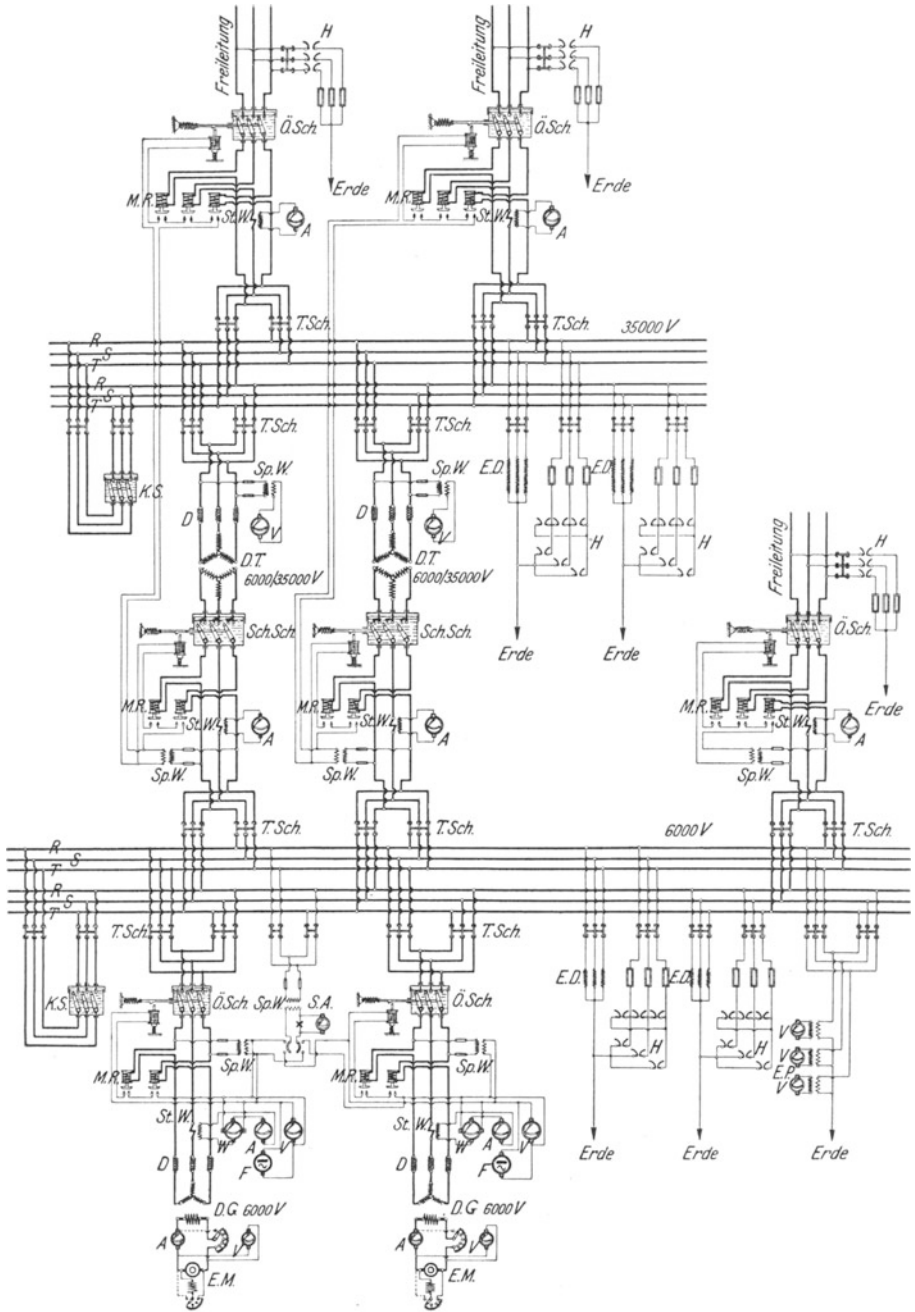 Freileitung
H
Freileitung
H
Ö.Sch.
Ö.Sch.
M.R.
Erde
M.R.
Erde
St.W.
A
St.W.
A
T.Sch.
T.Sch.
35000 V
R
S
T
R
S
T
T.Sch.
T.Sch.
Sp.W.
Sp.W.
E.D.
E.D.
K.S.
D
V
D
V
H
H
D.T.
D.T.
Freileitung
H
6000/35000 V
6000/35000 V
Sch.Sch.
Sch.Sch.
Erde
Erde
Ö.Sch.
M.R.
M.R.
M.R.
Erde
St.W.
St.W.
St.W.
A
A
A
Sp.W.
Sp.W.
Sp.W.
T.Sch.
T.Sch.
6000 V
T.Sch.
R
S
T
R
S
T
T.Sch.
T.Sch.
E.D.
E.D.
K.S.
Ö.Sch.
Sp.W.
S.A.
Ö.Sch.
V
H
H
V
M.R.
Sp.W.
M.R.
Sp.W.
E.P.
V
St.W.
St.W.
W
A
V
W
A
V
D
F
D
F
Erde
Erde
Erde
D.G. 6000 V
D.G. 6000 V
A
V
A
V
E.M.
E.M.